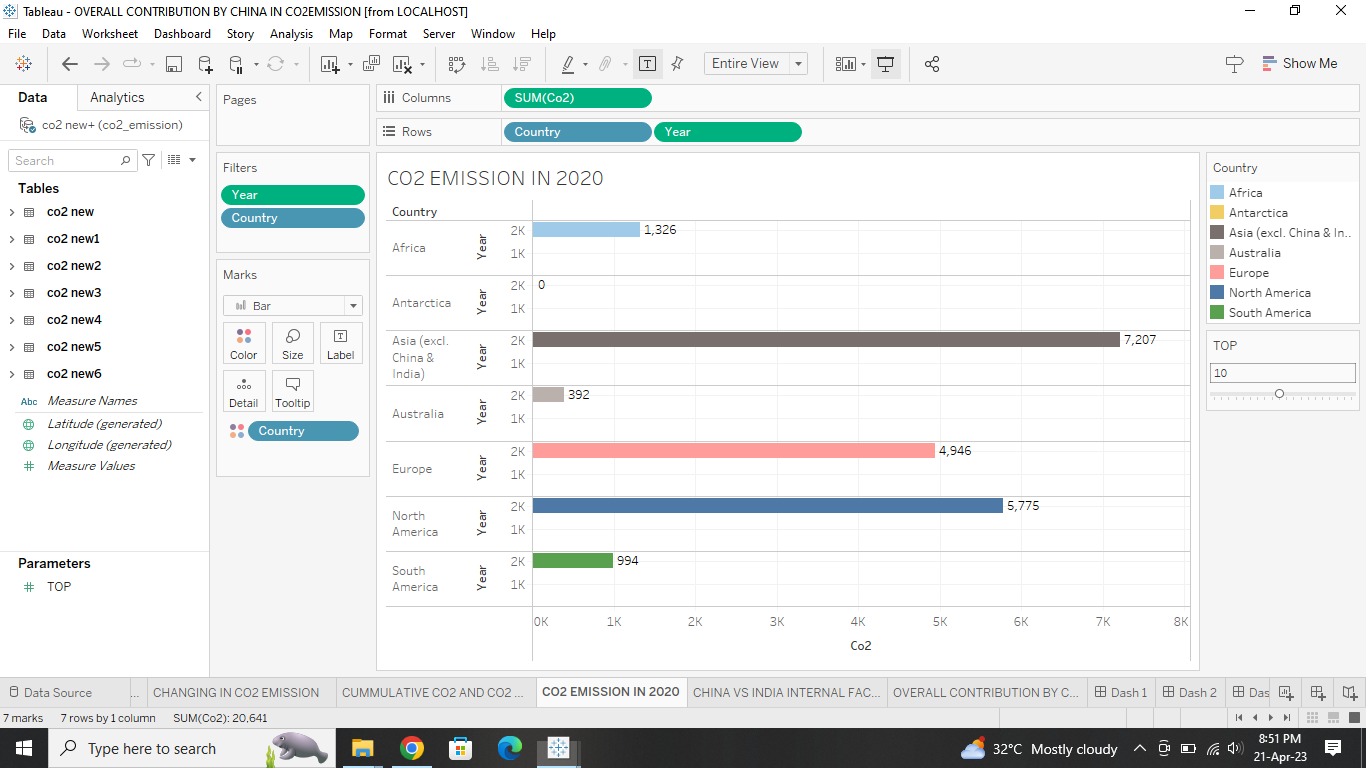 Tableau - OVERALL CONTRIBUTION BY CHINA IN CO2EMISSION [from LOCALHOST]
File Data Worksheet Dashboard Story Analysis Map Format Server Window Help
Entire View
Show Me
Data Analytics
co2 new+ (co2_emission)
Search
Tables
co2 new
co2 new1
co2 new2
co2 new3
co2 new4
co2 new5
co2 new6
Abc Measure Names
Latitude (generated)
Longitude (generated)
# Measure Values
Parameters
# TOP
Pages
Filters
Year
Country
Marks
Bar
Color Size Label
Detail Tooltip
Country
Columns SUM(Co2)
Rows Country Year
CO2 EMISSION IN 2020
Country
Africa Year 2K 1K 1,326
Antarctica Year 2K 1K 0
Asia (excl.
China &
India) Year 2K 1K 7,207
Australia Year 2K 1K 392
Europe Year 2K 1K 4,946
North
America Year 2K 1K 5,775
South
America Year 2K 1K 994
0K 1K 2K 3K 4K 5K 6K 7K 8K
Co2
Country
Africa
Antarctica
Asia (excl. China & In..
Australia
Europe
North America
South America
TOP
10
Data Source ... CHANGING IN CO2 EMISSION CUMMULATIVE CO2 AND CO2 ... CO2 EMISSION IN 2020 CHINA VS INDIA INTERNAL FAC... OVERALL CONTRIBUTION BY C... Dash 1 Dash 2 Das
7 marks 7 rows by 1 column SUM(Co2): 20,641
Type here to search
32°C Mostly cloudy
8:51 PM
21-Apr-23